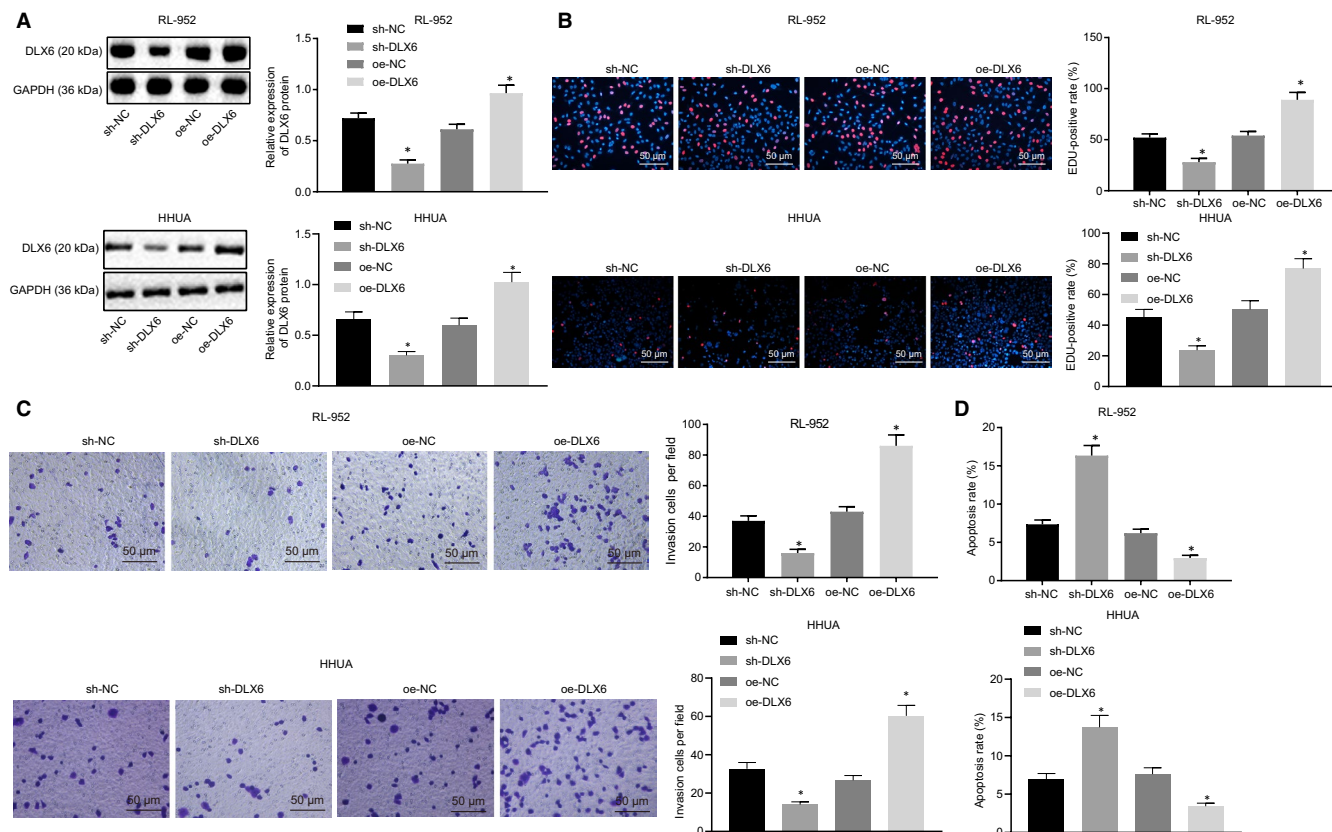 A
RL-952
DLX6 (20 kDa)
GAPDH (36 kDa)
sh-NC
sh-DLX6
oe-NC
oe-DLX6
RL-952
Relative expression
of DLX6 protein
1.5
1.0
0.5
0.0
sh-NC
sh-DLX6
oe-NC
oe-DLX6
*
*
HHUA
DLX6 (20 kDa)
GAPDH (36 kDa)
sh-NC
sh-DLX6
oe-NC
oe-DLX6
HHUA
Relative expression
of DLX6 protein
1.5
1.0
0.5
0.0
sh-NC
sh-DLX6
oe-NC
oe-DLX6
*
*
B
RL-952
sh-NC
sh-DLX6
oe-NC
oe-DLX6
50 µm
50 µm
50 µm
50 µm
RL-952
EDU-positive rate (%)
150
100
50
0
*
*
sh-NC
sh-DLX6
oe-NC
oe-DLX6
HHUA
sh-NC
sh-DLX6
oe-NC
oe-DLX6
50 µm
50 µm
50 µm
50 µm
HHUA
EDU-positive rate (%)
80
60
40
20
0
sh-NC
sh-DLX6
oe-NC
oe-DLX6
*
*
C
RL-952
sh-NC
sh-DLX6
oe-NC
oe-DLX6
50 µm
50 µm
50 µm
50 µm
RL-952
Invasion cells per field
100
80
60
40
20
0
*
*
sh-NC
sh-DLX6
oe-NC
oe-DLX6
HHUA
sh-NC
sh-DLX6
oe-NC
oe-DLX6
50 µm
50 µm
50 µm
50 µm
HHUA
Invasion cells per field
80
60
40
20
0
sh-NC
sh-DLX6
oe-NC
oe-DLX6
*
*
D
RL-952
Apoptosis rate (%)
20
15
10
5
0
*
*
sh-NC
sh-DLX6
oe-NC
oe-DLX6
HHUA
Apoptosis rate (%)
20
15
10
5
0
sh-NC
sh-DLX6
oe-NC
oe-DLX6
*
*